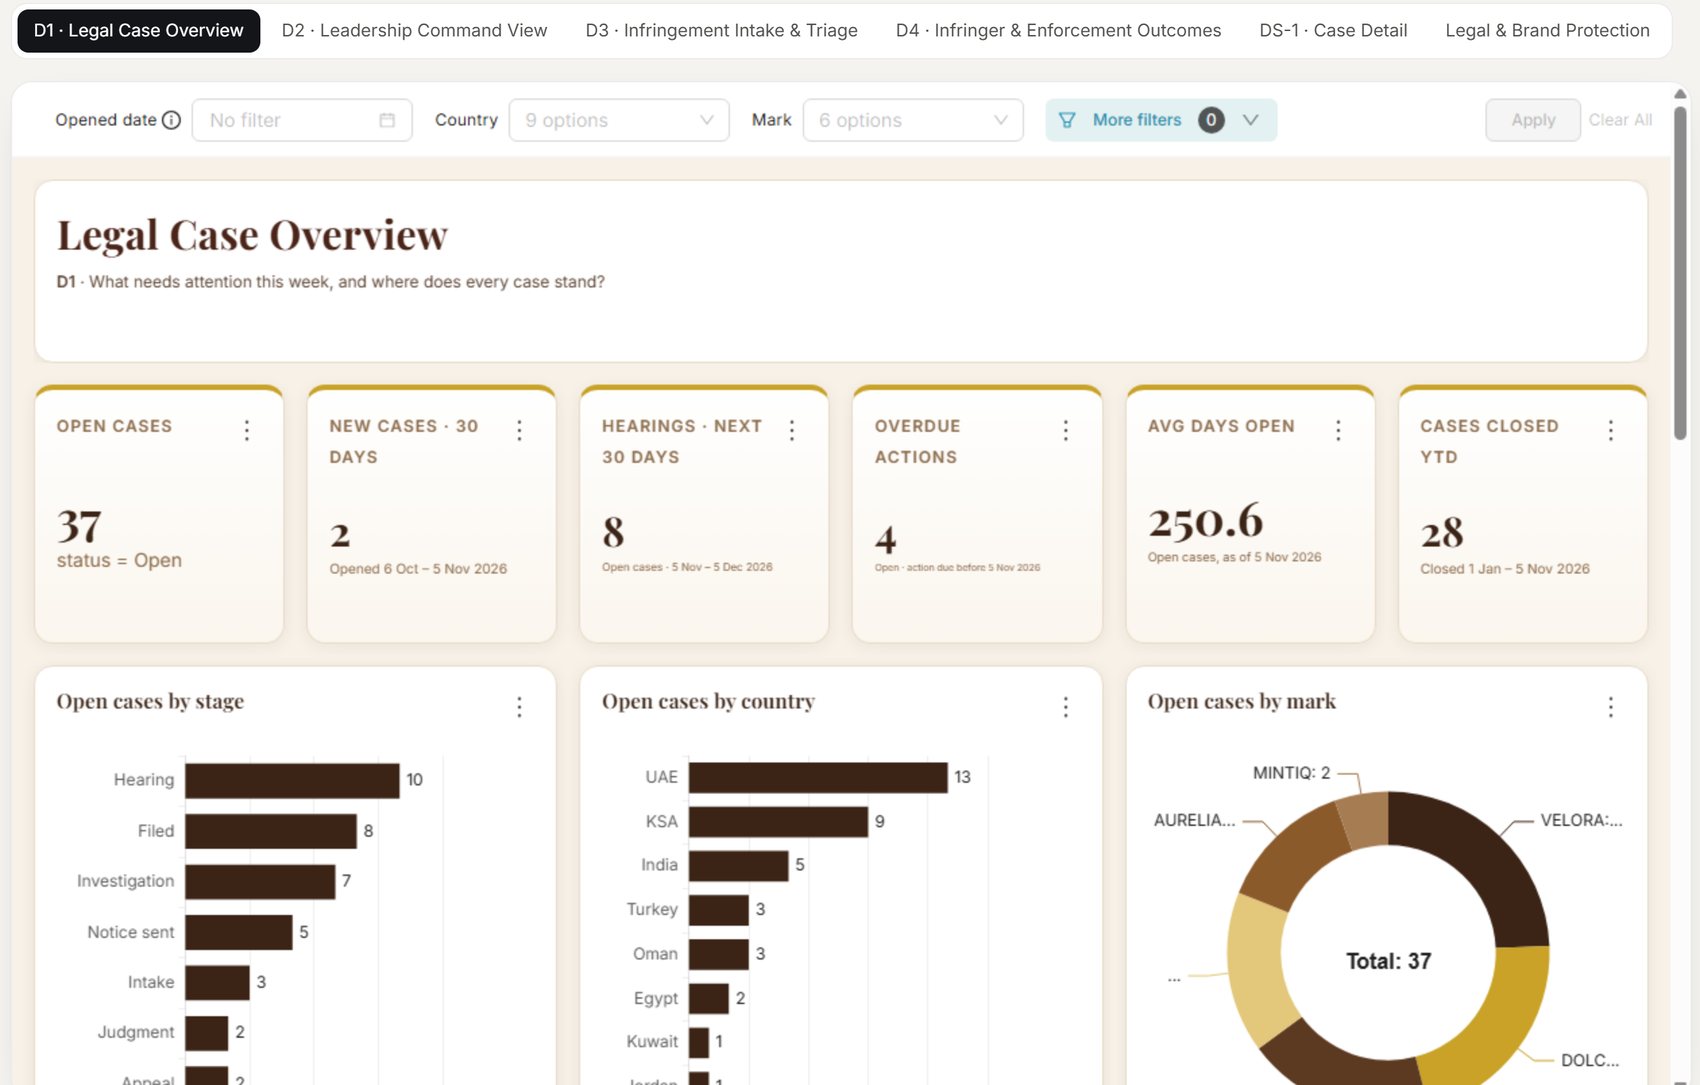 D1 · Legal Case Overview
D2 · Leadership Command View
D3 · Infringement Intake & Triage
D4 · Infringer & Enforcement Outcomes
DS-1 · Case Detail
Legal & Brand Protection
Opened date
No filter
Country
9 options
Mark
6 options
More filters
0
Apply
Clear All
Legal Case Overview
D1 · What needs attention this week, and where does every case stand?
OPEN CASES
37
status = Open
NEW CASES · 30
DAYS
2
Opened 6 Oct – 5 Nov 2026
HEARINGS · NEXT
30 DAYS
8
Open cases · 5 Nov – 5 Dec 2026
OVERDUE
ACTIONS
4
Open · action due before 5 Nov 2026
AVG DAYS OPEN
250.6
Open cases, as of 5 Nov 2026
CASES CLOSED
YTD
28
Closed 1 Jan – 5 Nov 2026
Open cases by stage
Hearing 10
Filed 8
Investigation 7
Notice sent 5
Intake 3
Judgment 2
Appeal 2
Open cases by country
UAE 13
KSA 9
India 5
Turkey 3
Oman 3
Egypt 2
Kuwait 1
Jordan 1
Open cases by mark
MINTIQ: 2
AURELIA...
VELORA:...
...
Total: 37
DOLC...